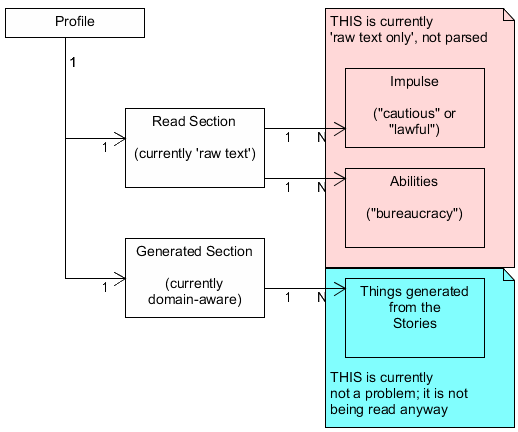 Profile
1
1
Read Section
(currently 'raw text')
1
N
1
N
THIS is currently
'raw text only', not parsed
Impulse
("cautious" or
"lawful")
Abilities
("bureaucracy")
1
Generated Section
(currently
domain-aware)
1
N
Things generated
from the
Stories
THIS is currently
not a problem; it is not
being read anyway